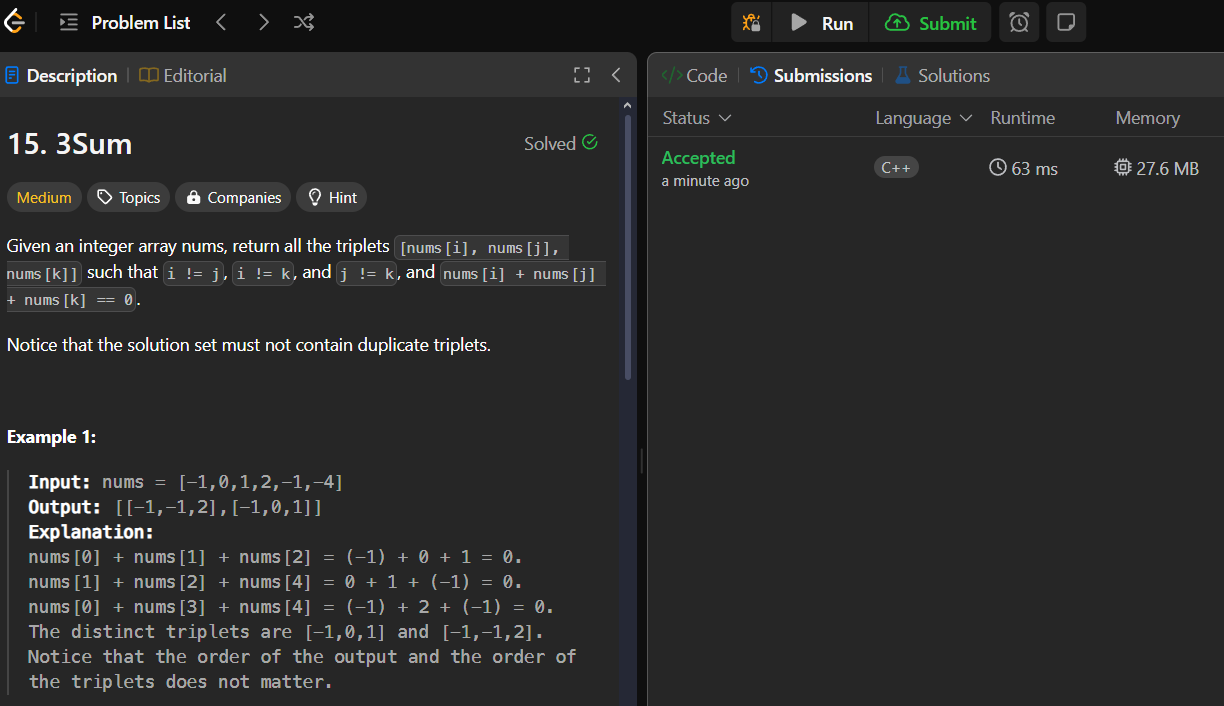 Problem List
Run
Submit
Description
Editorial
15. 3Sum
Solved
Medium
Topics
Companies
Hint
Given an integer array nums, return all the triplets [nums[i], nums[j],
nums[k]] such that i != j, i != k, and j != k, and nums[i] + nums[j]
+ nums[k] == 0.
Notice that the solution set must not contain duplicate triplets.
Example 1:
Input: nums = [-1,0,1,2,-1,-4]
Output: [[-1,-1,2],[-1,0,1]]
Explanation:
nums[0] + nums[1] + nums[2] = (-1) + 0 + 1 = 0.
nums[1] + nums[2] + nums[4] = 0 + 1 + (-1) = 0.
nums[0] + nums[3] + nums[4] = (-1) + 2 + (-1) = 0.
The distinct triplets are [-1,0,1] and [-1,-1,2].
Notice that the order of the output and the order of
the triplets does not matter.
</> Code
Submissions
Solutions
Status
Language
Runtime
Memory
Accepted
a minute ago
C++
63 ms
27.6 MB